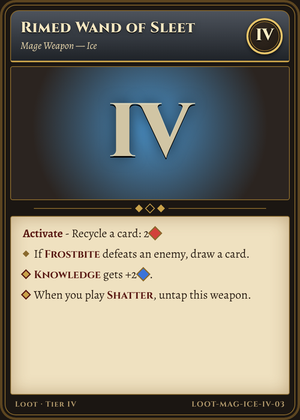 Rimed Wand of Sleet
Mage Weapon — Ice
IV
IV
Activate - Recycle a card: 2
If Frostbite defeats an enemy, draw a card.
Knowledge gets +2.
When you play Shatter, untap this weapon.
Loot · Tier IV
LOOT-MAG-ICE-IV-03